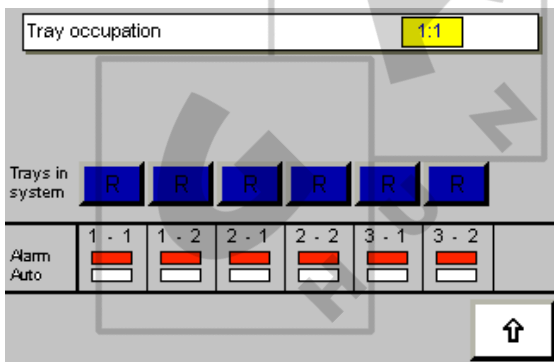 Tray occupation 1:1
Trays in
system
R R R R R R
1 - 1 1 - 2 2 - 1 2 - 2 3 - 1 3 - 2
Alarm
Auto